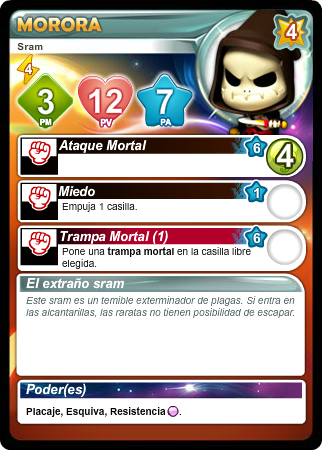 MORORA
4
Sram
4
3
PM
12
PV
7
PA
Ataque Mortal
6
4
Miedo
1
Empuja 1 casilla.
Trampa Mortal (1)
6
Pone una trampa mortal en la casilla libre
elegida.
El extraño sram
Este sram es un temible exterminador de plagas. Si entra en
las alcantarillas, las raratas no tienen posibilidad de escapar.
Poder(es)
Placaje, Esquiva, Resistencia .